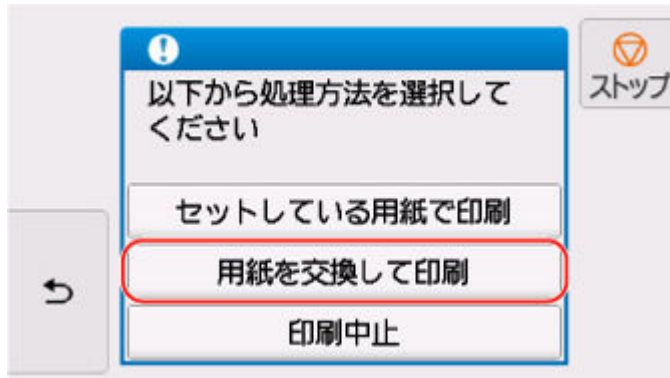 以下から処理方法を選択して
ください
ストップ
セットしている用紙で印刷
用紙を交換して印刷
印刷中止